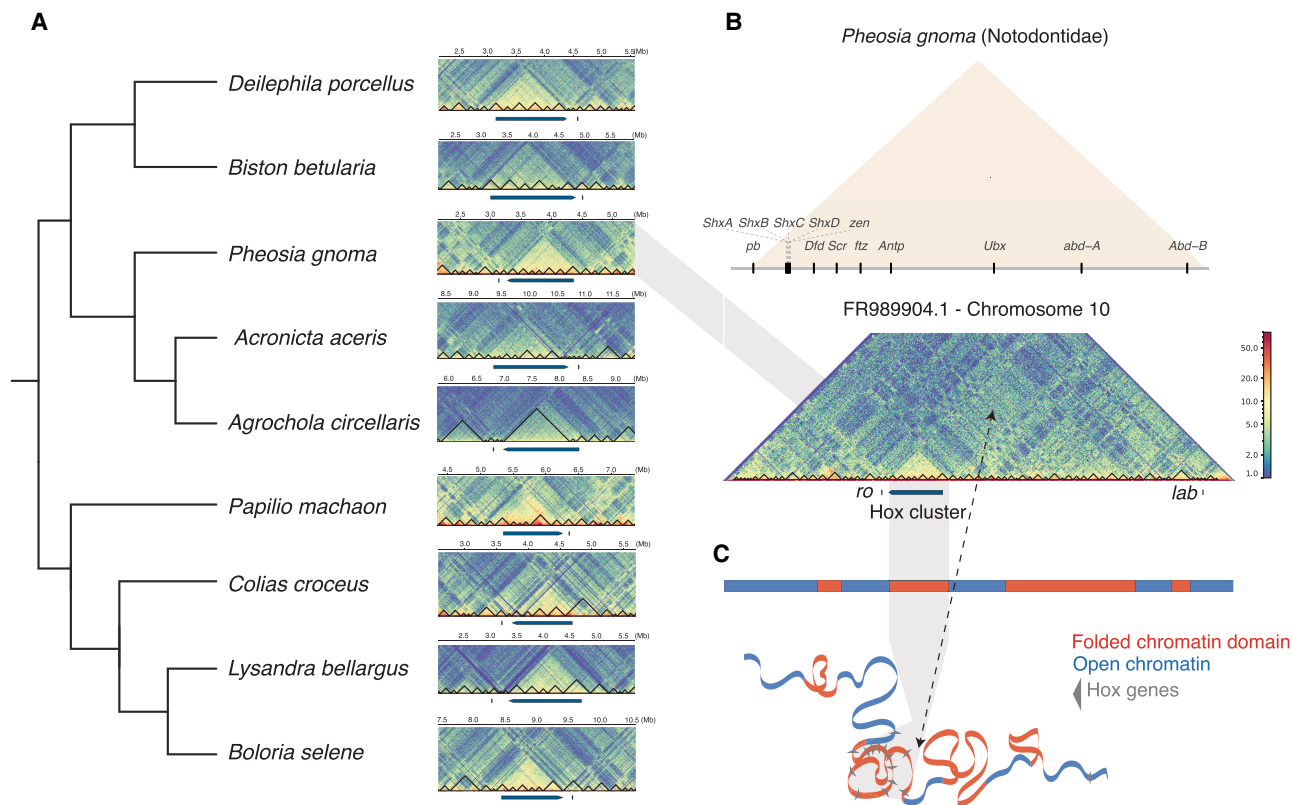 A
2.5 3.0 3.5 4.0 4.5 5.0 5.5 (Mb)
Deilephila porcellus
2.5 3.0 3.5 4.0 4.5 5.0 5.5 (Mb)
Biston betularia
2.5 3.0 3.5 4.0 4.5 5.0 (Mb)
Pheosia gnoma
8.5 9.0 9.5 10.0 10.5 11.0 11.5 (Mb)
Acronicta aceris
6.0 6.5 7.0 7.5 8.0 8.5 9.0 (Mb)
Agrochola circellaris
4.5 5.0 5.5 6.0 6.5 7.0 (Mb)
Papilio machaon
3.0 3.5 4.0 4.5 5.0 5.5 (Mb)
Colias croceus
2.5 3.0 3.5 4.0 4.5 5.0 5.5 (Mb)
Lysandra bellargus
7.5 8.0 8.5 9.0 9.5 10.0 10.5 (Mb)
Boloria selene
B
Pheosia gnoma (Notodontidae)
ShxA ShxB ShxC ShxD zen
pb Dfd Scr ftz Antp Ubx abd-A Abd-B
FR989904.1 - Chromosome 10
50.0
20.0
10.0
5.0
2.0
1.0
ro lab
Hox cluster
C
Folded chromatin domain
Open chromatin
Hox genes